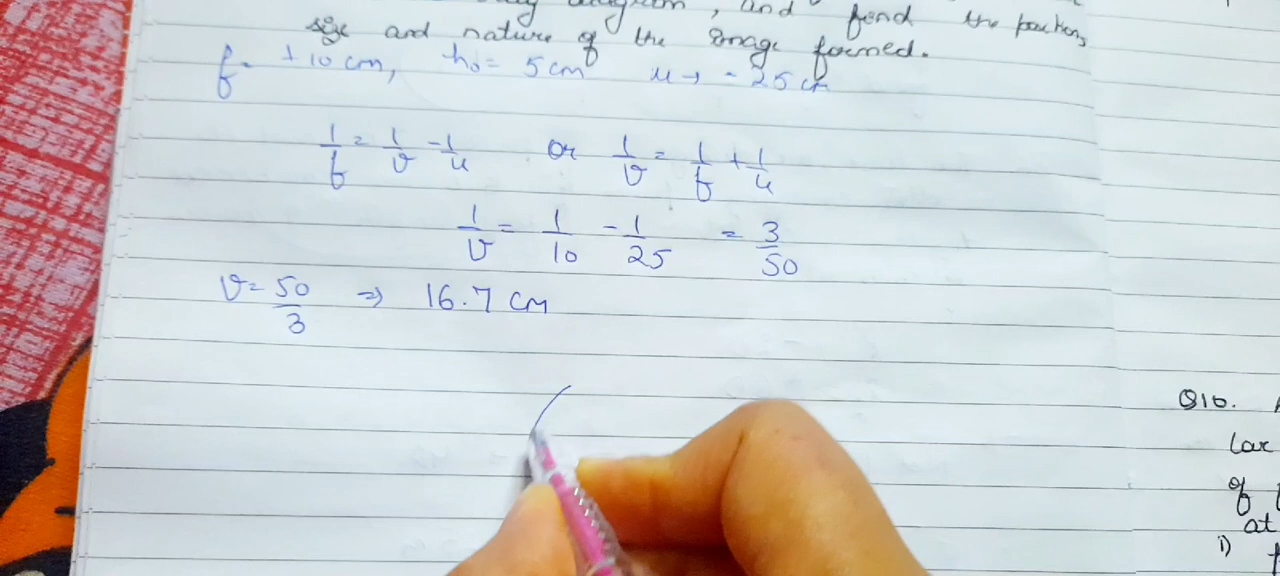 diagram, and find the position,
size and nature of the image formed.
f = +10 cm, ho = 5 cm u → - 25 cm
1/f = 1/v - 1/u or 1/v = 1/f + 1/u
1/v = 1/10 - 1/25 = 3/50
v = 50/3 ⇒ 16.7 cm
Q10.
of
at
i)